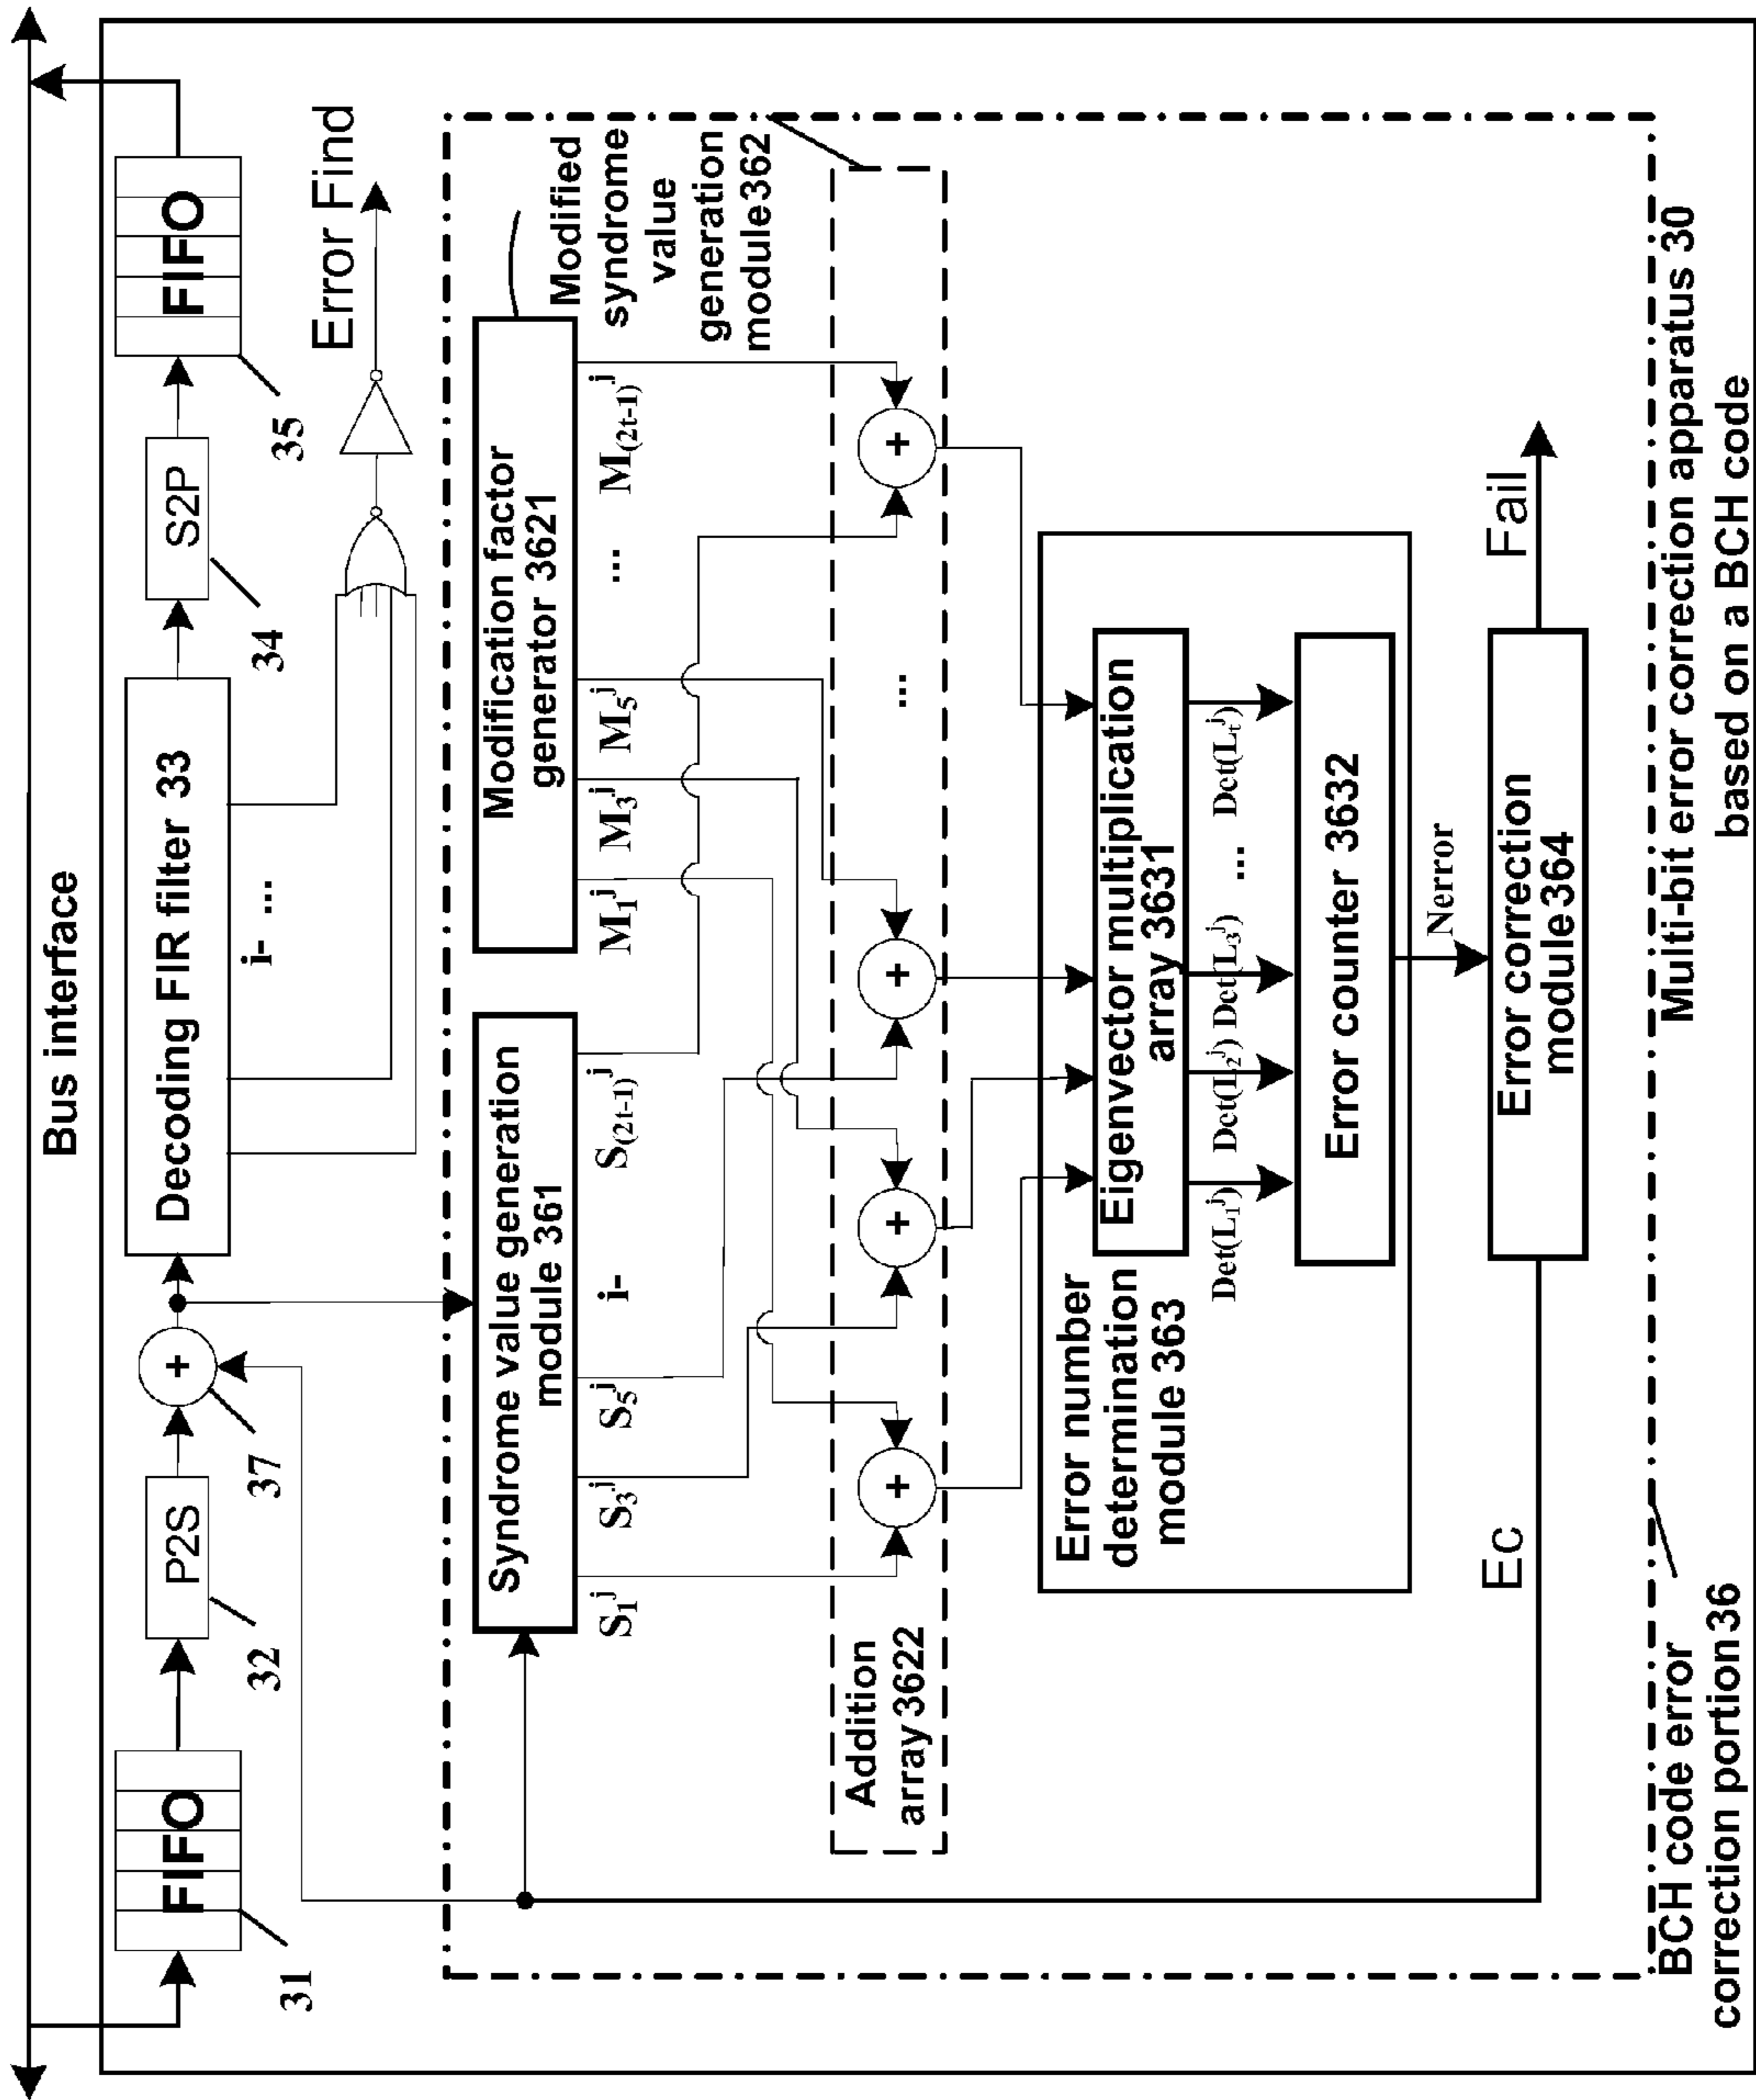 Bus interface
FIFO
31
P2S
32
+
37
Decoding FIR filter 33
i- ...
S2P
34
FIFO
35
Error Find
Syndrome value generation
module 361
Modification factor
generator 3621
Modified
syndrome
value
generation
module362
S₁ʲ
S₃ʲ
S₅ʲ
i-
S₍₂ₜ₋₁₎ʲ
M₁ʲ
M₃ʲ
M₅ʲ
...
M₍₂ₜ₋₁₎ʲ
Addition
array3622
+
+
+
...
+
Error number
determination
module 363
Eigenvector multiplication
array 3631
Det(L₁ʲ)
Det(L₂ʲ)
Det(L₃ʲ)
...
Det(Lₜʲ)
Error counter 3632
Nerror
Error correction
module364
Ec
Fail
BCH code error
correction portion36
Multi-bit error correction apparatus 30
based on a BCH code